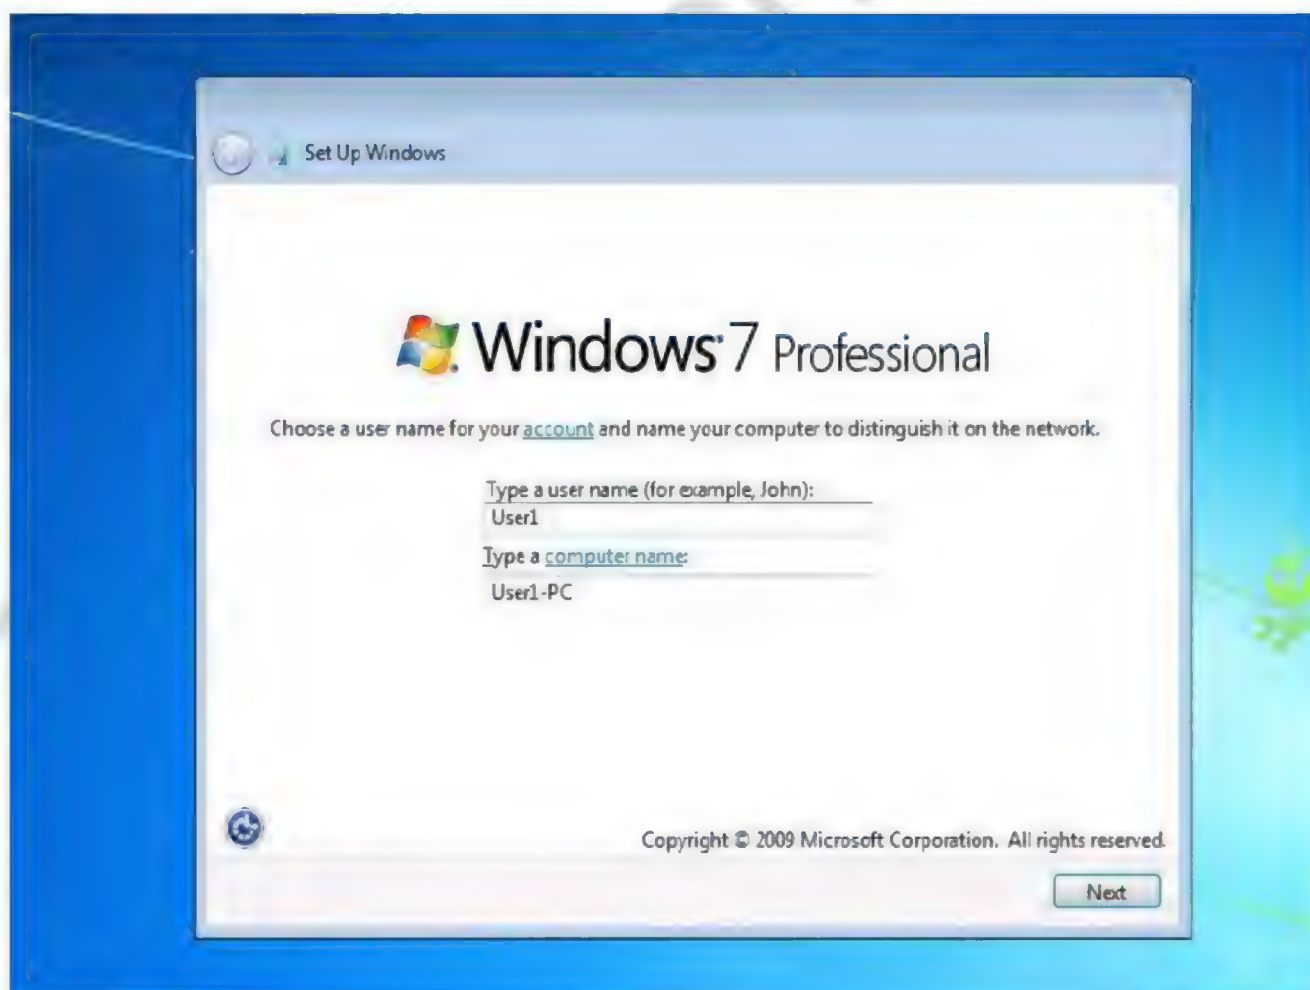 Set Up Windows
Windows 7 Professional
Choose a user name for your account and name your computer to distinguish it on the network.
Type a user name (for example, John):
User1
Type a computer name:
User1-PC
Copyright © 2009 Microsoft Corporation. All rights reserved.
Next